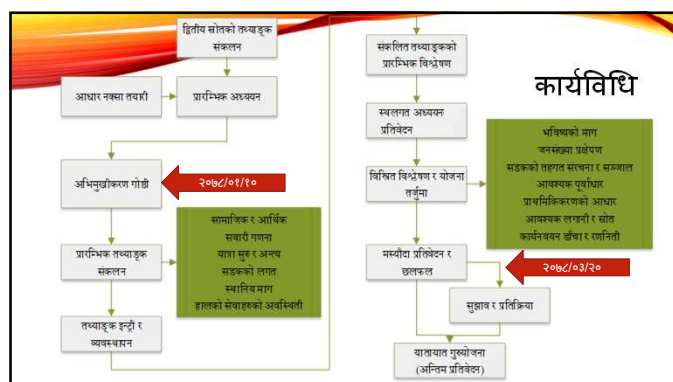 कार्यविधि
द्वितीय स्रोतको तथ्याङ्क
संकलन
आधार नक्सा तयारी
प्रारम्भिक अध्ययन
अभिमुखीकरण गोष्ठी
२०७८/०१/१०
प्रारम्भिक तथ्याङ्क
संकलन
सामाजिक र आर्थिक
सवारी गणना
यात्रा सुरु र अन्त्य
सडकको लगत
स्थानिय माग
हालको सेवाहरुको अवस्थिती
तथ्याङ्क इन्ट्री र
व्यवस्थापन
संकलित तथ्याङ्कको
प्रारम्भिक विश्लेषण
स्थलगत अध्ययन
प्रतिवेदन
विस्रित विश्लेषण र योजना
तर्जुमा
भविष्यको माग
जनसंख्या प्रक्षेपण
सडकको तहगत संरचना र सञ्जाल
आवश्यक पूर्वाधार
प्राथमिकिकरणको आधार
आवश्यक लगानी र स्रोत
कार्यनवयन ढाँचा र रणनिती
मस्यौदा प्रतिवेदन र
छलफल
२०७८/०३/२०
सुझाव र प्रतिक्रिया
यातायात गुरुयोजना
(अन्तिम प्रतिवेदन)